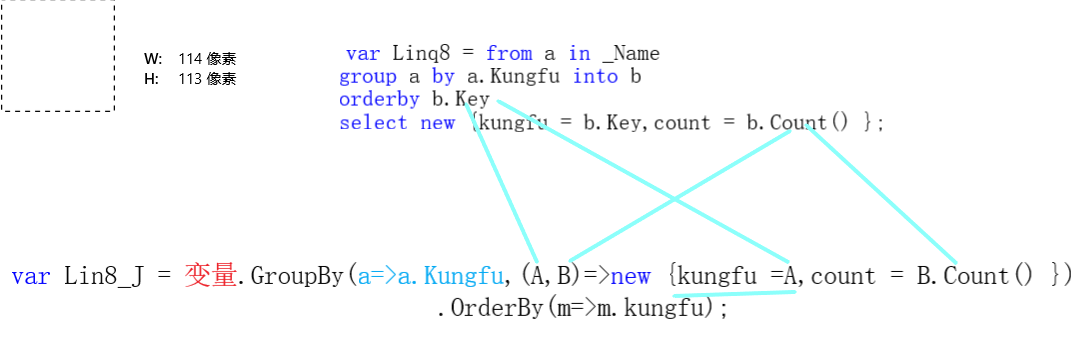 W: 114 像素
H: 113 像素
var Linq8 = from a in _Name
group a by a.Kungfu into b
orderby b.Key
select new {kungfu = b.Key,count = b.Count() };
var Lin8_J = 变量.GroupBy(a=>a.Kungfu,(A,B)=>new {kungfu =A,count = B.Count() })
.OrderBy(m=>m.kungfu);